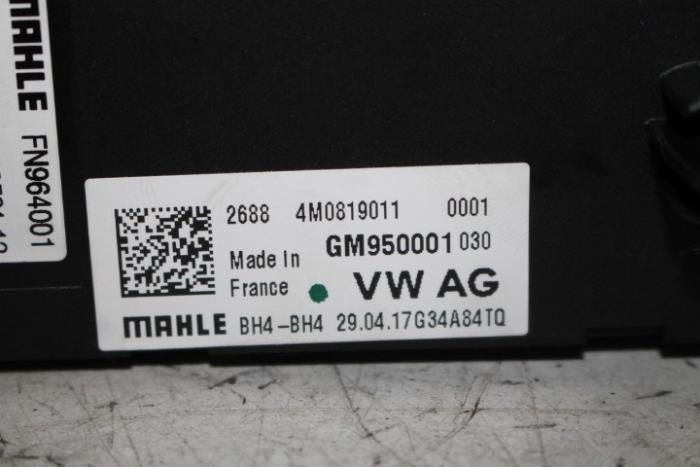 MAHLE
FN964001
2688 4M0819011 0001
Made in GM950001 030
France VW AG
MAHLE BH4-BH4 29.04.17G34A84TQ